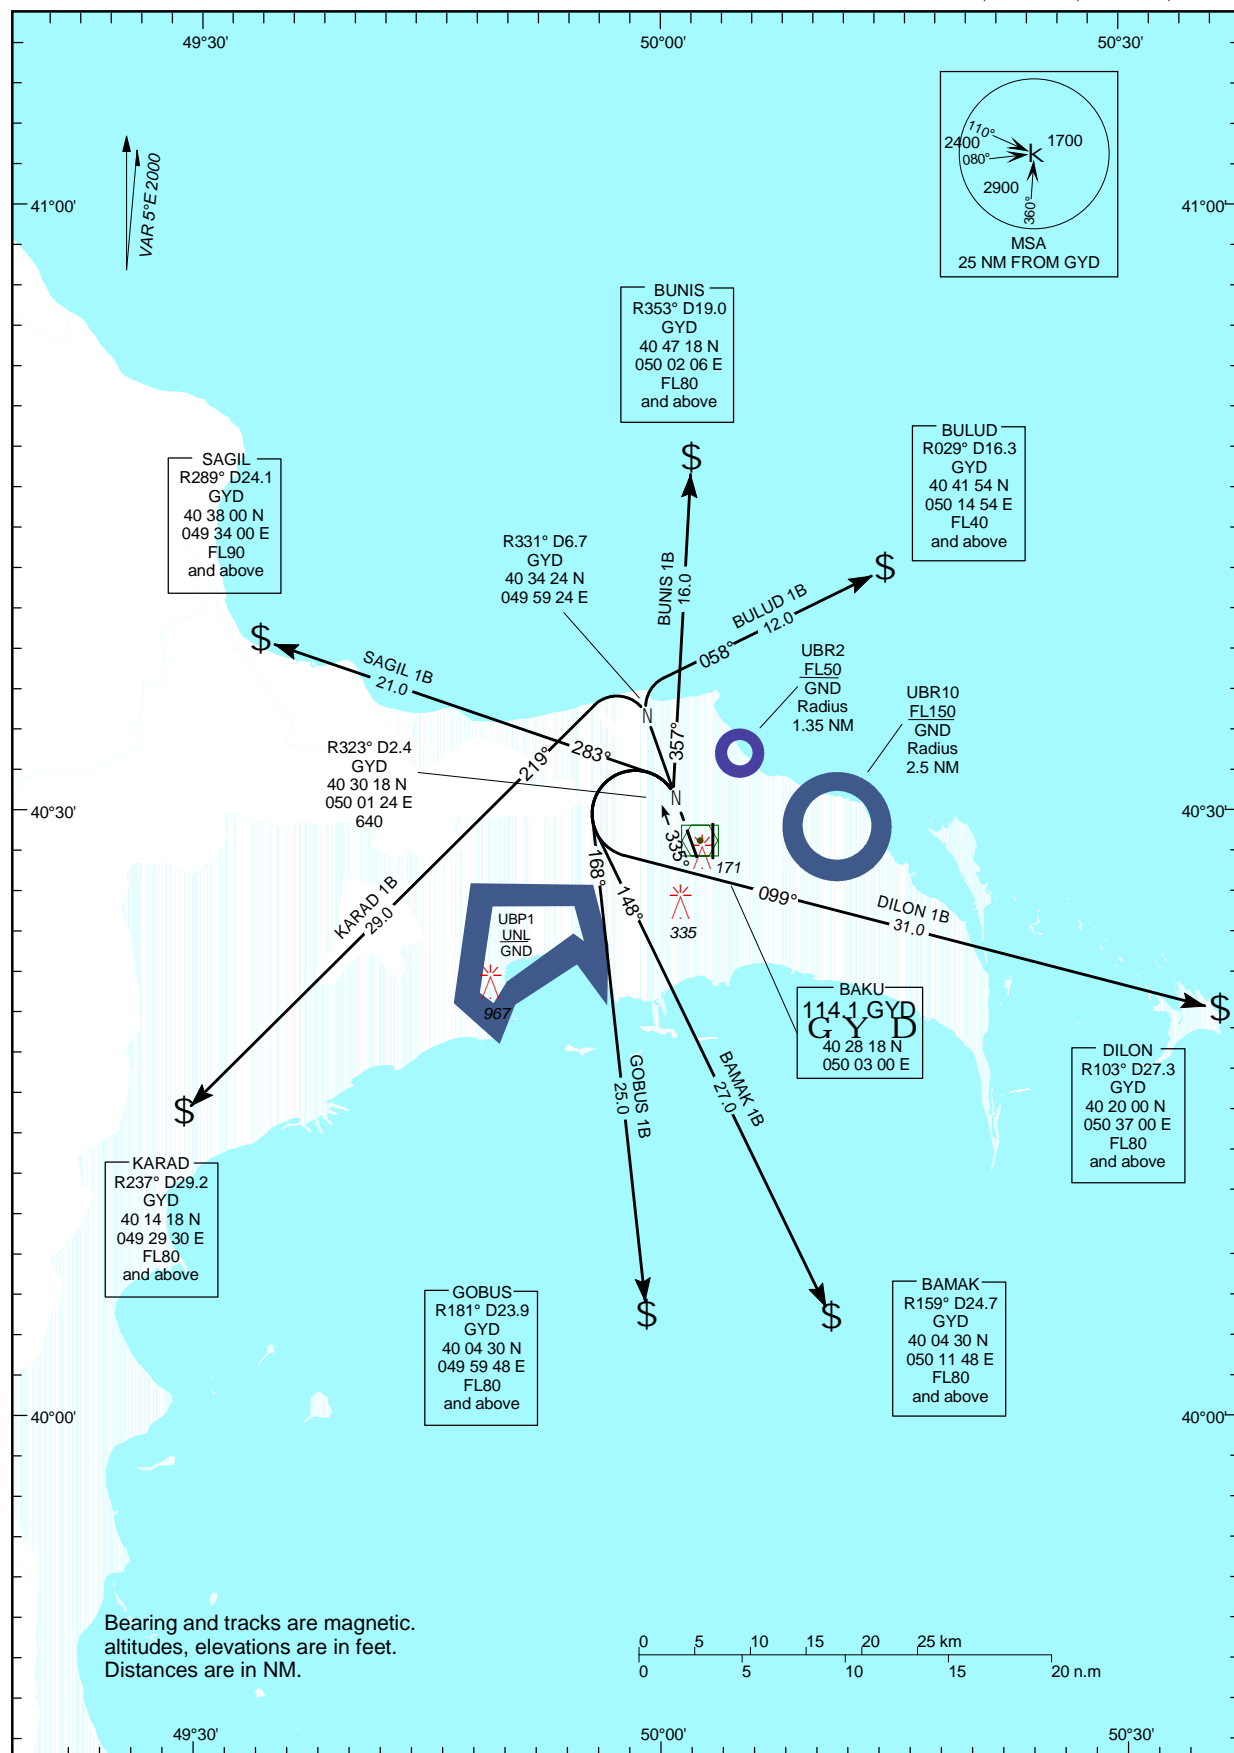 49°30'
50°00'
50°30'
VAR 5°E 2000
110°
2400
1700
080°
K
2900
360°
MSA
25 NM FROM GYD
41°00'
41°00'
BUNIS
R353° D19.0
GYD
40 47 18 N
050 02 06 E
FL80
and above
BULUD
R029° D16.3
GYD
40 41 54 N
050 14 54 E
FL40
and above
SAGIL
R289° D24.1
GYD
40 38 00 N
049 34 00 E
FL90
and above
$
$
$
R331° D6.7
GYD
40 34 24 N
049 59 24 E
BUNIS 1B
16.0
BULUD 1B
12.0
058°
SAGIL 1B
21.0
UBR2
FL50
GND
Radius
1.35 NM
UBR10
FL150
GND
Radius
2.5 NM
N
357°
283°
219°
R323° D2.4
GYD
40 30 18 N
050 01 24 E
640
N
40°30'
40°30'
335°
171
168°
148°
099°
335
DILON 1B
31.0
KARAD 1B
29.0
UBP1
UNL
GND
967
BAKU
114.1 GYD
G Y D
40 28 18 N
050 03 00 E
$
DILON
R103° D27.3
GYD
40 20 00 N
050 37 00 E
FL80
and above
GOBUS 1B
25.0
BAMAK 1B
27.0
$
KARAD
R237° D29.2
GYD
40 14 18 N
049 29 30 E
FL80
and above
$
$
GOBUS
R181° D23.9
GYD
40 04 30 N
049 59 48 E
FL80
and above
BAMAK
R159° D24.7
GYD
40 04 30 N
050 11 48 E
FL80
and above
40°00'
40°00'
Bearing and tracks are magnetic.
altitudes, elevations are in feet.
Distances are in NM.
0 5 10 15 20 25 km
0 5 10 15 20 n.m
49°30'
50°00'
50°30'